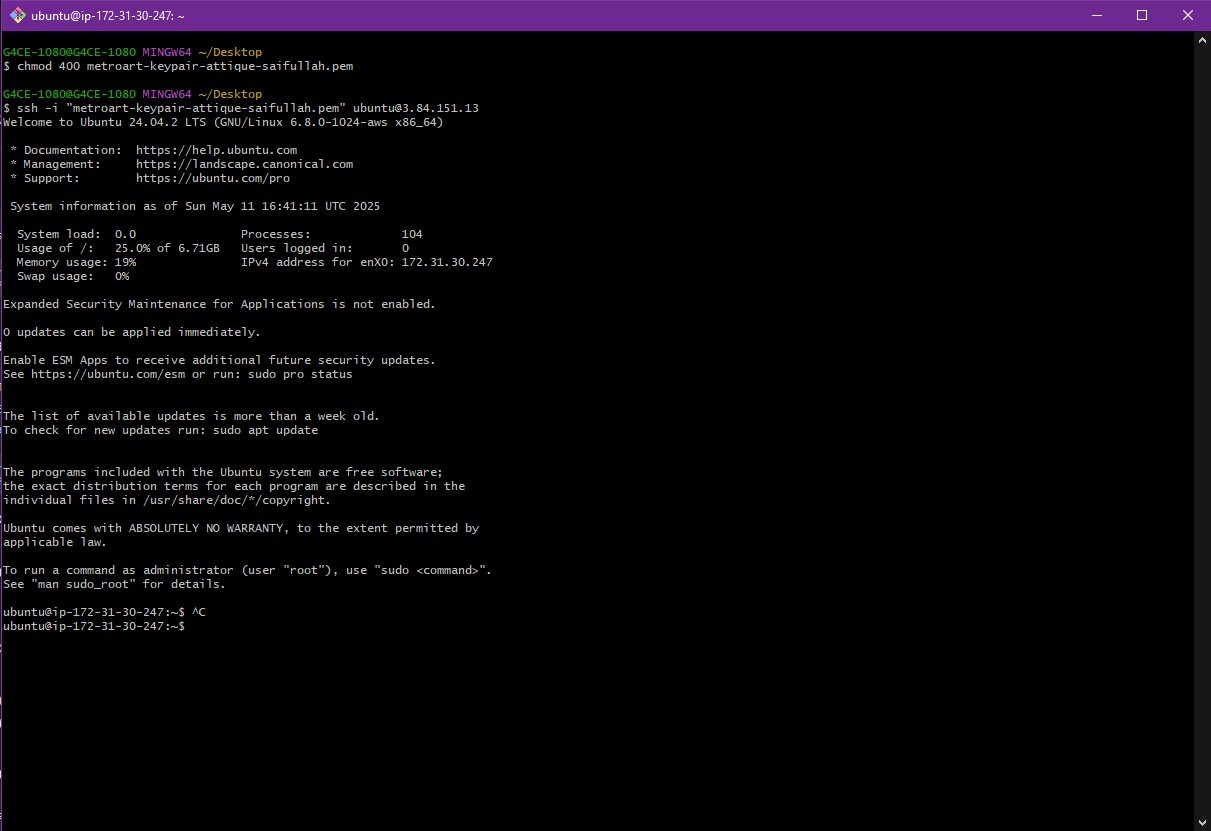 ubuntu@ip-172-31-30-247: ~
G4CE-1080@G4CE-1080 MINGW64 ~/Desktop
$ chmod 400 metroart-keypair-attique-saifullah.pem
G4CE-1080@G4CE-1080 MINGW64 ~/Desktop
$ ssh -i "metroart-keypair-attique-saifullah.pem" ubuntu@3.84.151.13
Welcome to Ubuntu 24.04.2 LTS (GNU/Linux 6.8.0-1024-aws x86_64)
* Documentation:  https://help.ubuntu.com
* Management:     https://landscape.canonical.com
* Support:        https://ubuntu.com/pro
System information as of Sun May 11 16:41:11 UTC 2025
System load:  0.0               Processes:             104
Usage of /:   25.0% of 6.71GB   Users logged in:       0
Memory usage: 19%               IPv4 address for enX0: 172.31.30.247
Swap usage:   0%
Expanded Security Maintenance for Applications is not enabled.
0 updates can be applied immediately.
Enable ESM Apps to receive additional future security updates.
See https://ubuntu.com/esm or run: sudo pro status
The list of available updates is more than a week old.
To check for new updates run: sudo apt update
The programs included with the Ubuntu system are free software;
the exact distribution terms for each program are described in the
individual files in /usr/share/doc/*/copyright.
Ubuntu comes with ABSOLUTELY NO WARRANTY, to the extent permitted by
applicable law.
To run a command as administrator (user "root"), use "sudo <command>".
See "man sudo_root" for details.
ubuntu@ip-172-31-30-247:~$ ^C
ubuntu@ip-172-31-30-247:~$